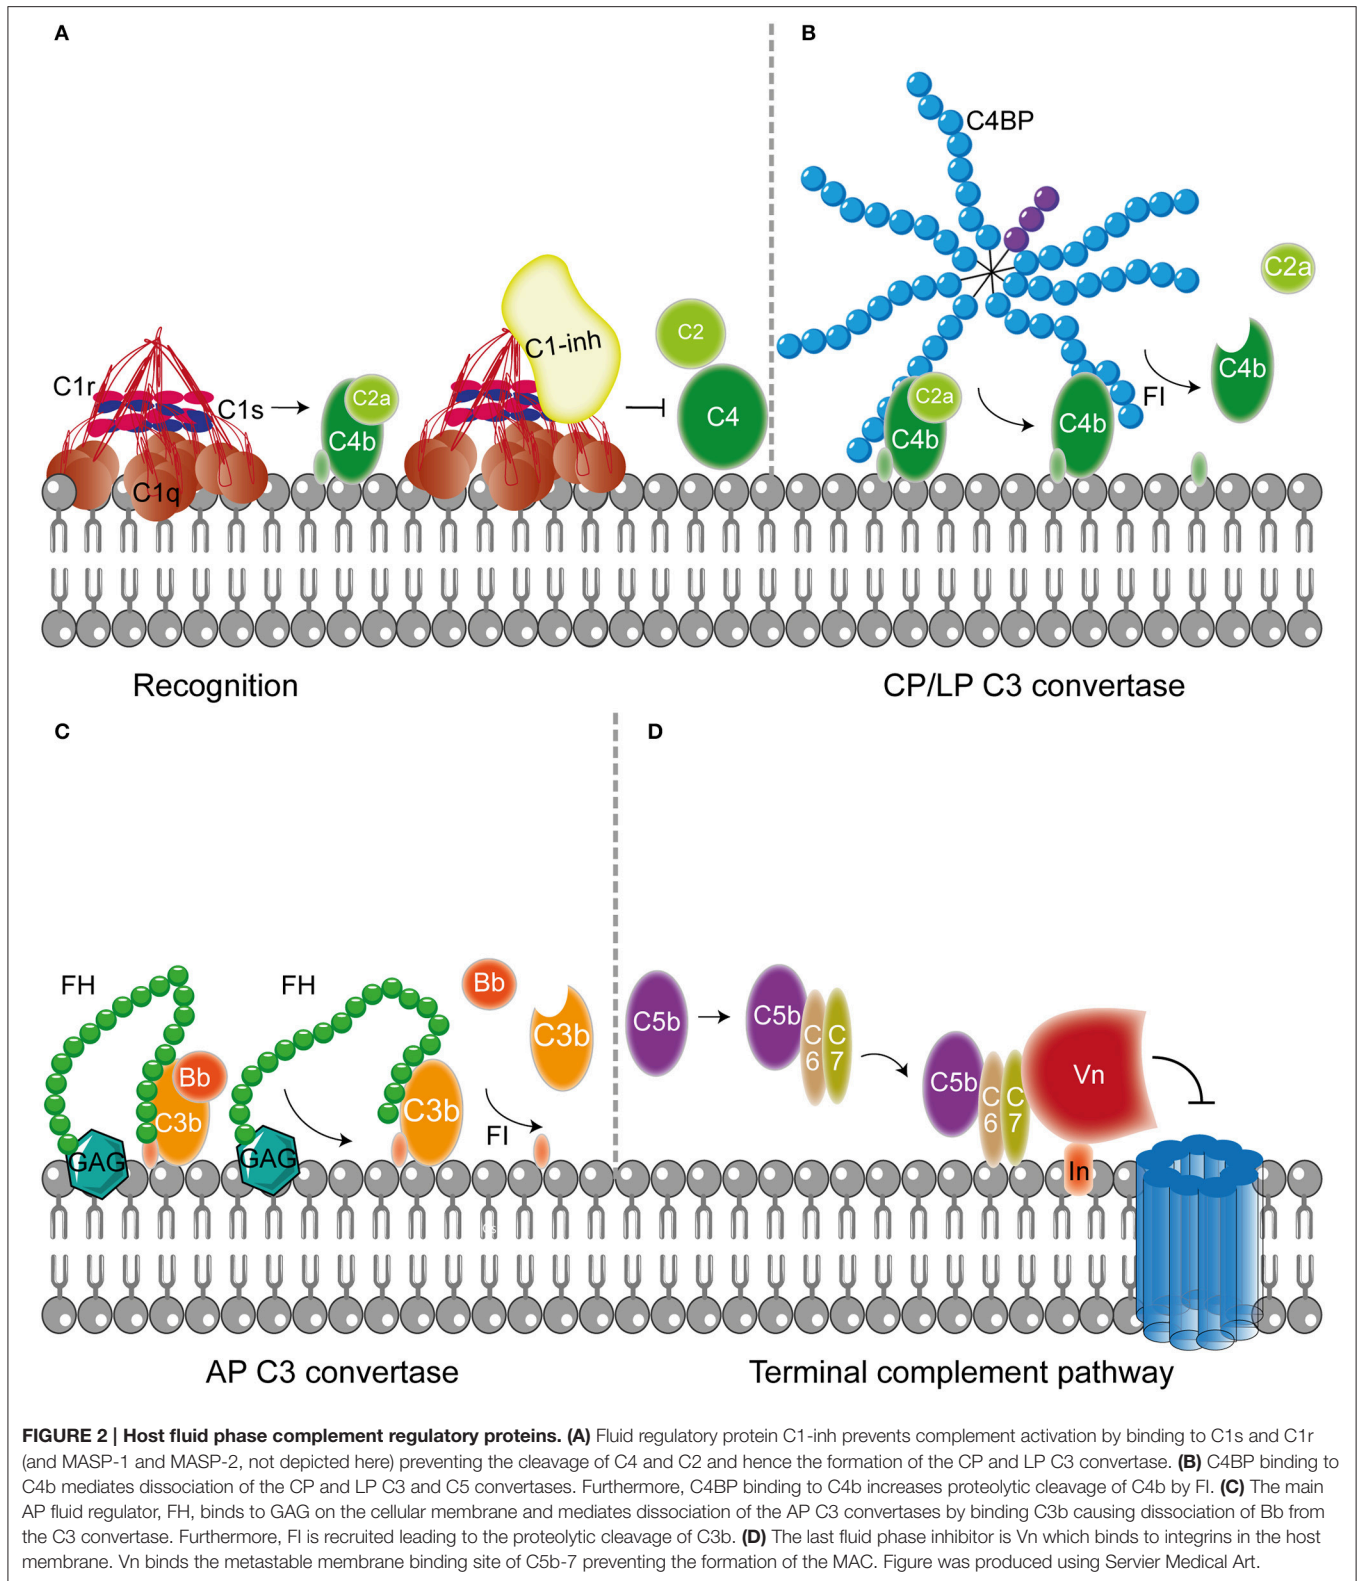 A
B
C4BP
C2a
C1-inh
C2
C4b
C1r
C1s
C2a
C4
C2a
FI
C4b
C4b
C4b
C1q
Recognition
CP/LP C3 convertase
C
D
FH
FH
Bb
C3b
C5b
C5b
C
6
C
7
Bb
C3b
C3b
FI
C5b
C
6
C
7
Vn
GAG
GAG
In
AP C3 convertase
Terminal complement pathway
FIGURE 2 | Host fluid phase complement regulatory proteins. (A) Fluid regulatory protein C1-inh prevents complement activation by binding to C1s and C1r
(and MASP-1 and MASP-2, not depicted here) preventing the cleavage of C4 and C2 and hence the formation of the CP and LP C3 convertase. (B) C4BP binding to
C4b mediates dissociation of the CP and LP C3 and C5 convertases. Furthermore, C4BP binding to C4b increases proteolytic cleavage of C4b by FI. (C) The main
AP fluid regulator, FH, binds to GAG on the cellular membrane and mediates dissociation of the AP C3 convertases by binding C3b causing dissociation of Bb from
the C3 convertase. Furthermore, FI is recruited leading to the proteolytic cleavage of C3b. (D) The last fluid phase inhibitor is Vn which binds to integrins in the host
membrane. Vn binds the metastable membrane binding site of C5b-7 preventing the formation of the MAC. Figure was produced using Servier Medical Art.